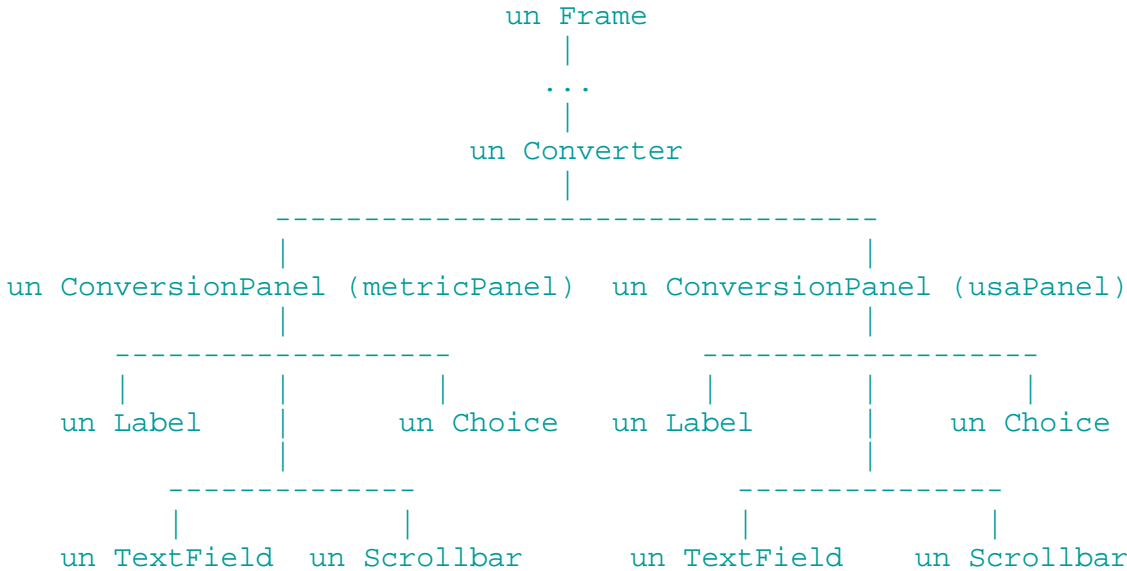 un Frame
...
un Converter
un ConversionPanel (metricPanel) un ConversionPanel (usaPanel)
un Label un Choice un Label un Choice
un TextField un Scrollbar un TextField un Scrollbar